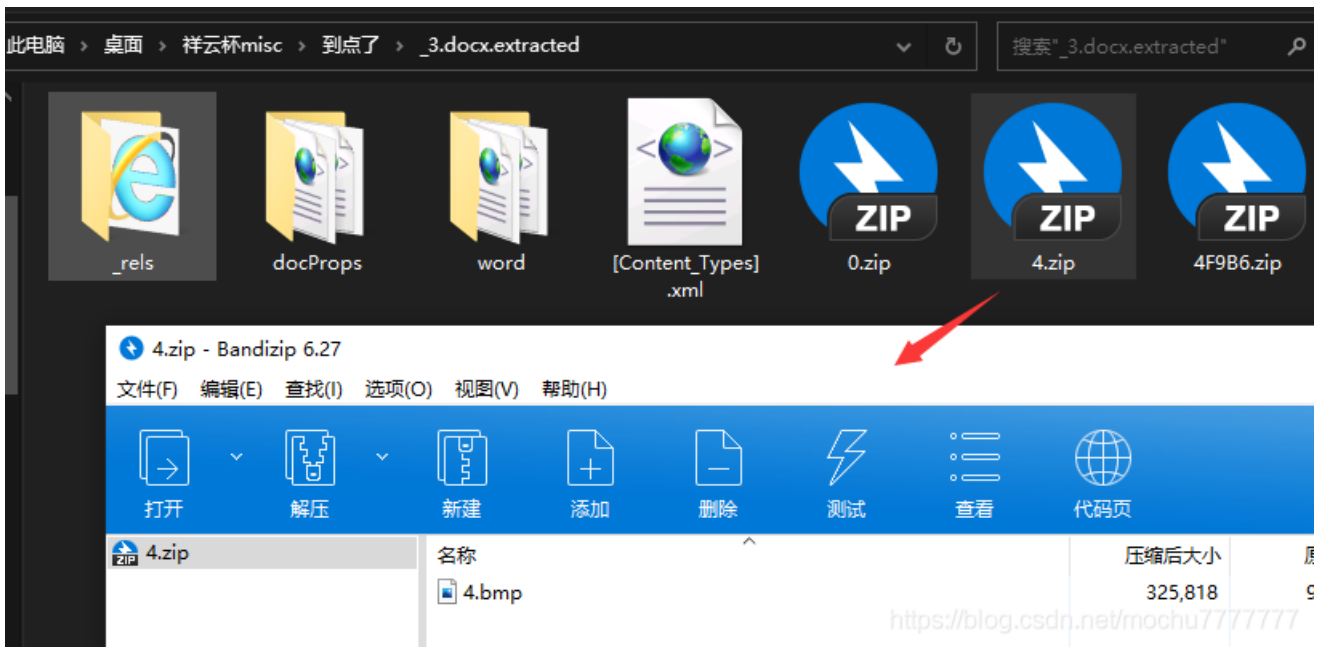 此电脑 › 桌面 › 祥云杯misc › 到点了 › _3.docx.extracted
搜索"_3.docx.extracted"
_rels
docProps
word
[Content_Types]
.xml
0.zip
4.zip
4F9B6.zip
ZIP
ZIP
ZIP
4.zip - Bandizip 6.27
文件(F) 编辑(E) 查找(I) 选项(O) 视图(V) 帮助(H)
打开 解压 新建 添加 删除 测试 查看 代码页
ZIP 4.zip
名称 压缩后大小
4.bmp 325,818
https://blog.csdn.net/mochu7777777